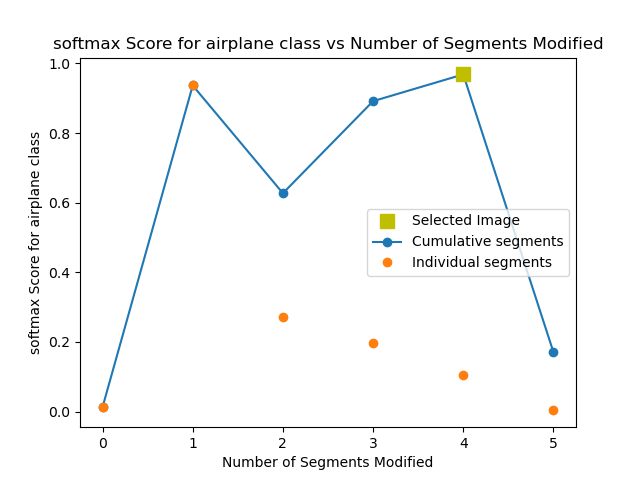 softmax Score for airplane class vs Number of Segments Modified
1.0
0.8
0.6
0.4
0.2
0.0
softmax Score for airplane class
Selected Image
Cumulative segments
Individual segments
0 1 2 3 4 5
Number of Segments Modified